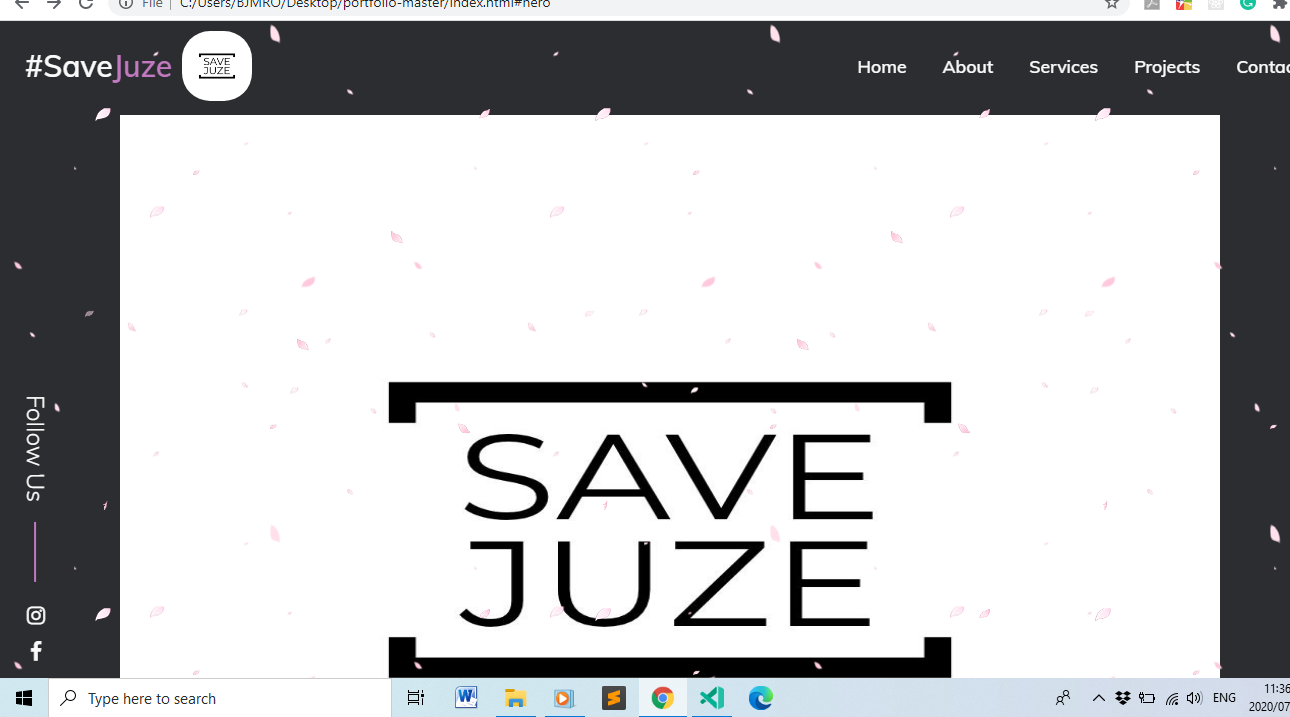 File | C:/Users/BJMRO/Desktop/portfolio-master/index.html#hero
#SaveJuze
SAVE
JUZE
Home About Services Projects Contac
SAVE
JUZE
Follow Us
Type here to search
ENG
11:36
2020/07